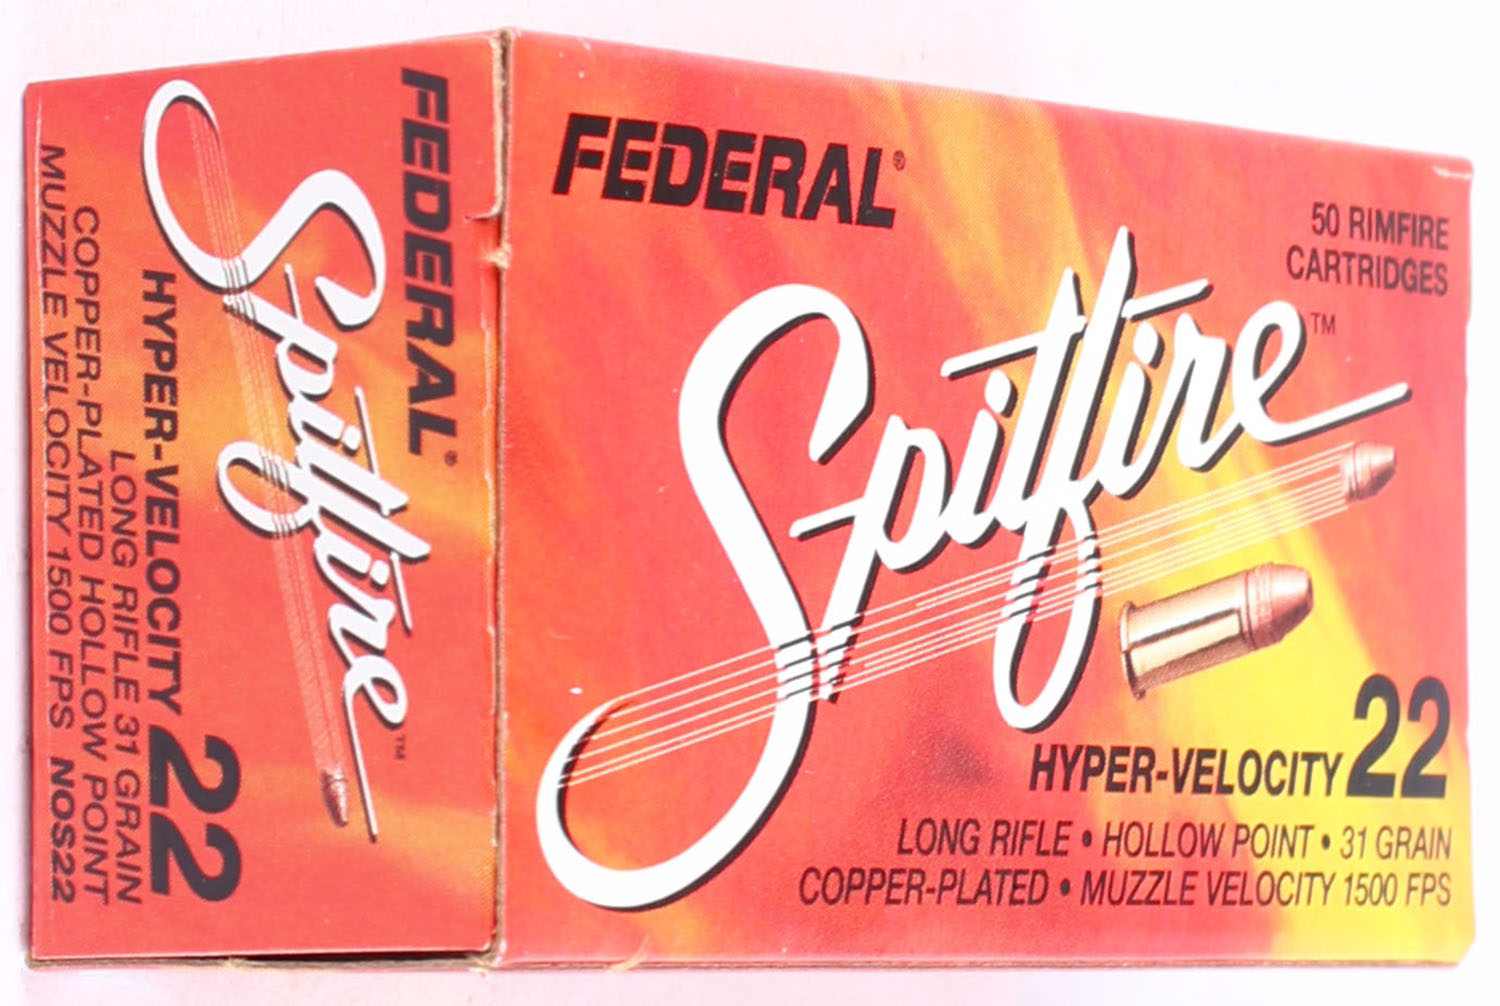 FEDERAL®
Spitfire™
HYPER-VELOCITY 22
LONG RIFLE 31 GRAIN
COPPER-PLATED HOLLOW POINT
MUZZLE VELOCITY 1500 FPS NOS22
FEDERAL®
50 RIMFIRE
CARTRIDGES
Spitfire™
HYPER-VELOCITY 22
LONG RIFLE • HOLLOW POINT • 31 GRAIN
COPPER-PLATED • MUZZLE VELOCITY 1500 FPS